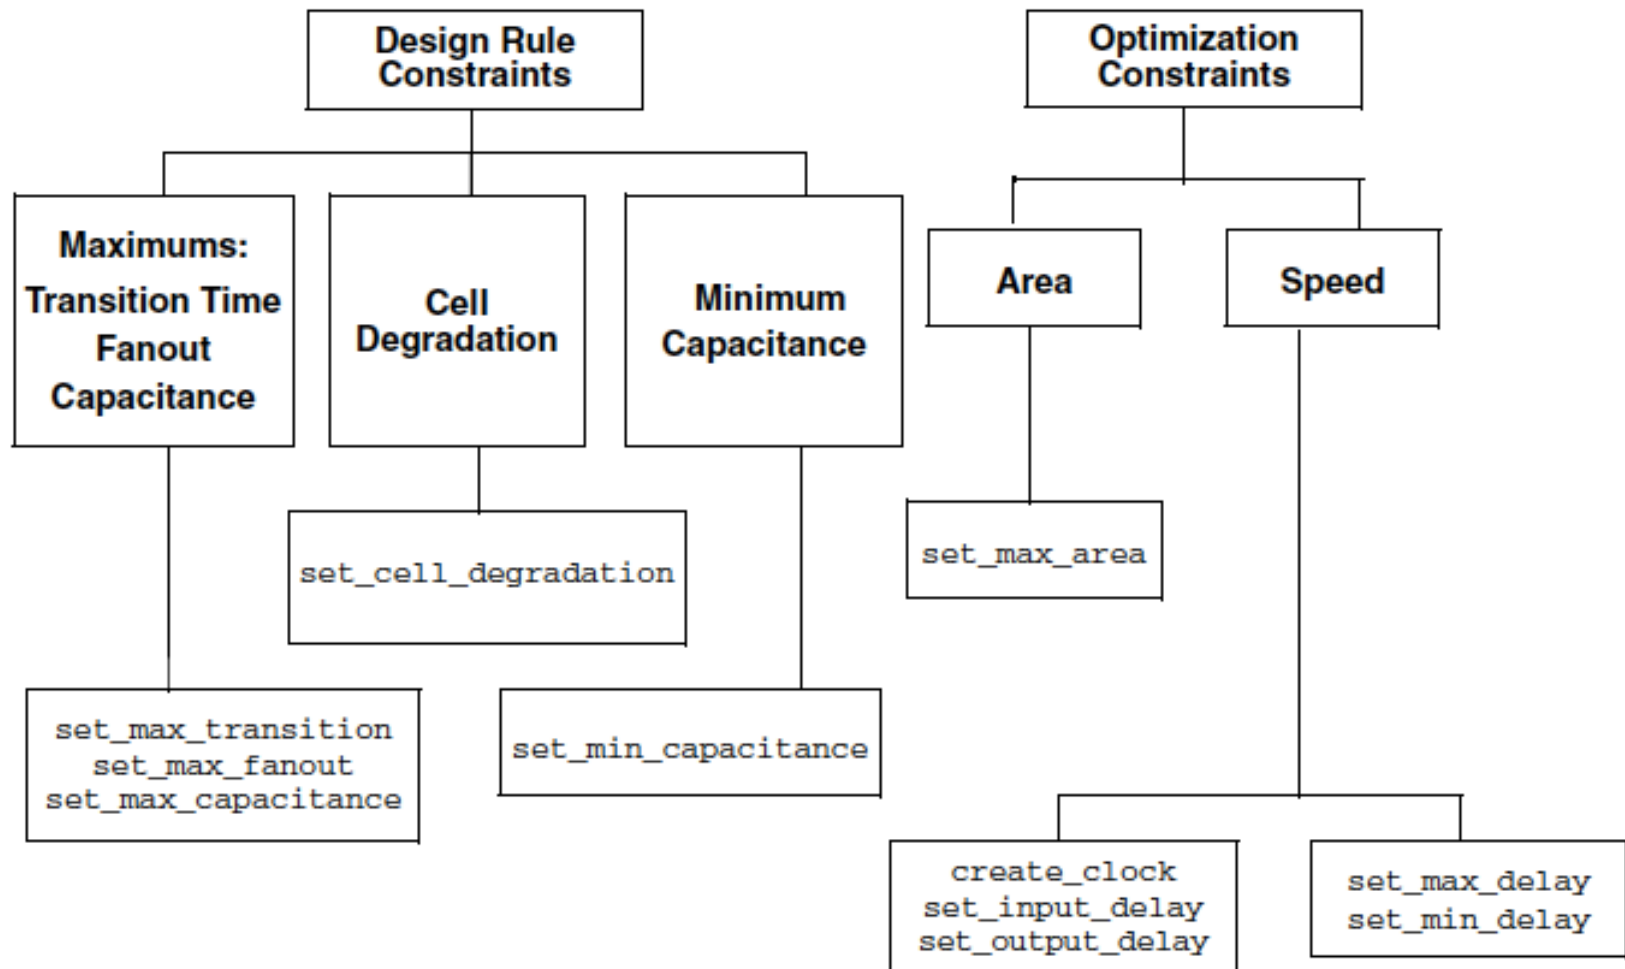 Design Rule
Constraints
Optimization
Constraints
Maximums:
Transition Time
Fanout
Capacitance
Cell
Degradation
Minimum
Capacitance
Area
Speed
set_cell_degradation
set_max_area
set_max_transition
set_max_fanout
set_max_capacitance
set_min_capacitance
create_clock
set_input_delay
set_output_delay
set_max_delay
set_min_delay